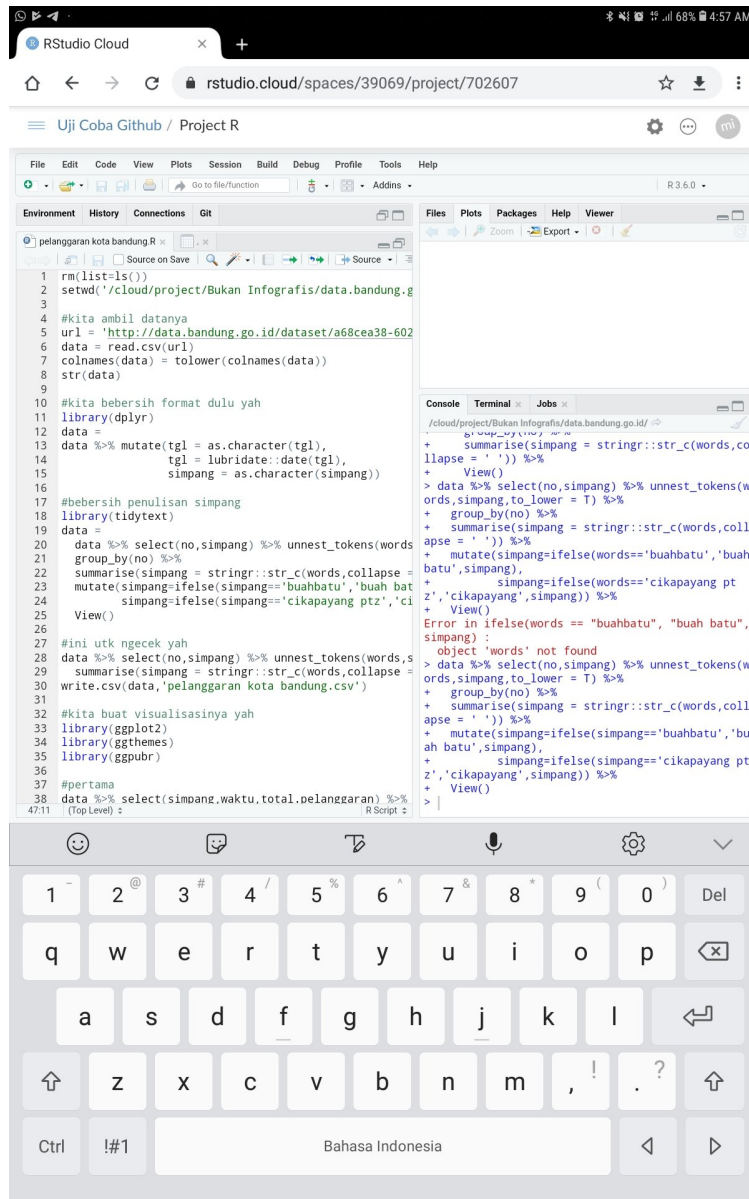 68% 4:57 AM
RStudio Cloud
rstudio.cloud/spaces/39069/project/702607
Uji Coba Github / Project R
mi
File Edit Code View Plots Session Build Debug Profile Tools Help
Go to file/function
Addins
R 3.6.0
Environment History Connections Git
pelanggaran kota bandung.R
Source on Save
Source
1 rm(list=ls())
2 setwd('/cloud/project/Bukan Infografis/data.bandung.g
3
4 #kita ambil datanya
5 url = 'http://data.bandung.go.id/dataset/a68cea38-602
6 data = read.csv(url)
7 colnames(data) = tolower(colnames(data))
8 str(data)
9
10 #kita bebersih format dulu yah
11 library(dplyr)
12 data =
13 data %>% mutate(tgl = as.character(tgl),
14 tgl = lubridate::date(tgl),
15 simpang = as.character(simpang))
16
17 #bebersih penulisan simpang
18 library(tidytext)
19 data =
20 data %>% select(no,simpang) %>% unnest_tokens(words
21 group_by(no) %>%
22 summarise(simpang = stringr::str_c(words,collapse =
23 mutate(simpang=ifelse(simpang=='buahbatu','buah bat
24 simpang=ifelse(simpang=='cikapayang ptz','ci
25 View()
26
27 #ini utk ngecek yah
28 data %>% select(no,simpang) %>% unnest_tokens(words,s
29 summarise(simpang = stringr::str_c(words,collapse =
30 write.csv(data,'pelanggaran kota bandung.csv')
31
32 #kita buat visualisasinya yah
33 library(ggplot2)
34 library(ggthemes)
35 library(ggpubr)
36
37 #pertama
38 data %>% select(simpang,waktu,total,pelanggaran) %>%
47:11 (Top Level) R Script
Files Plots Packages Help Viewer
Zoom Export
Console Terminal Jobs
/cloud/project/Bukan Infografis/data.bandung.go.id/
+ group_by(no) %>%
+ summarise(simpang = stringr::str_c(words,co
llapse = ' ')) %>%
+ View()
> data %>% select(no,simpang) %>% unnest_tokens(w
ords,simpang,to_lower = T) %>%
+ group_by(no) %>%
+ summarise(simpang = stringr::str_c(words,coll
apse = ' ')) %>%
+ mutate(simpang=ifelse(words=='buahbatu','buah
batu',simpang),
+ simpang=ifelse(words=='cikapayang pt
z','cikapayang',simpang)) %>%
+ View()
Error in ifelse(words == "buahbatu", "buah batu",
simpang) :
object 'words' not found
> data %>% select(no,simpang) %>% unnest_tokens(w
ords,simpang,to_lower = T) %>%
+ group_by(no) %>%
+ summarise(simpang = stringr::str_c(words,coll
apse = ' ')) %>%
+ mutate(simpang=ifelse(simpang=='buahbatu','bu
ah batu',simpang),
+ simpang=ifelse(simpang=='cikapayang pt
z','cikapayang',simpang)) %>%
+ View()
>
1 - 2 @ 3 # 4 / 5 % 6 ^ 7 & 8 * 9 ( 0 ) Del
q w e r t y u i o p
a s d f g h j k l
z x c v b n m , ! . ?
Ctrl !#1 Bahasa Indonesia